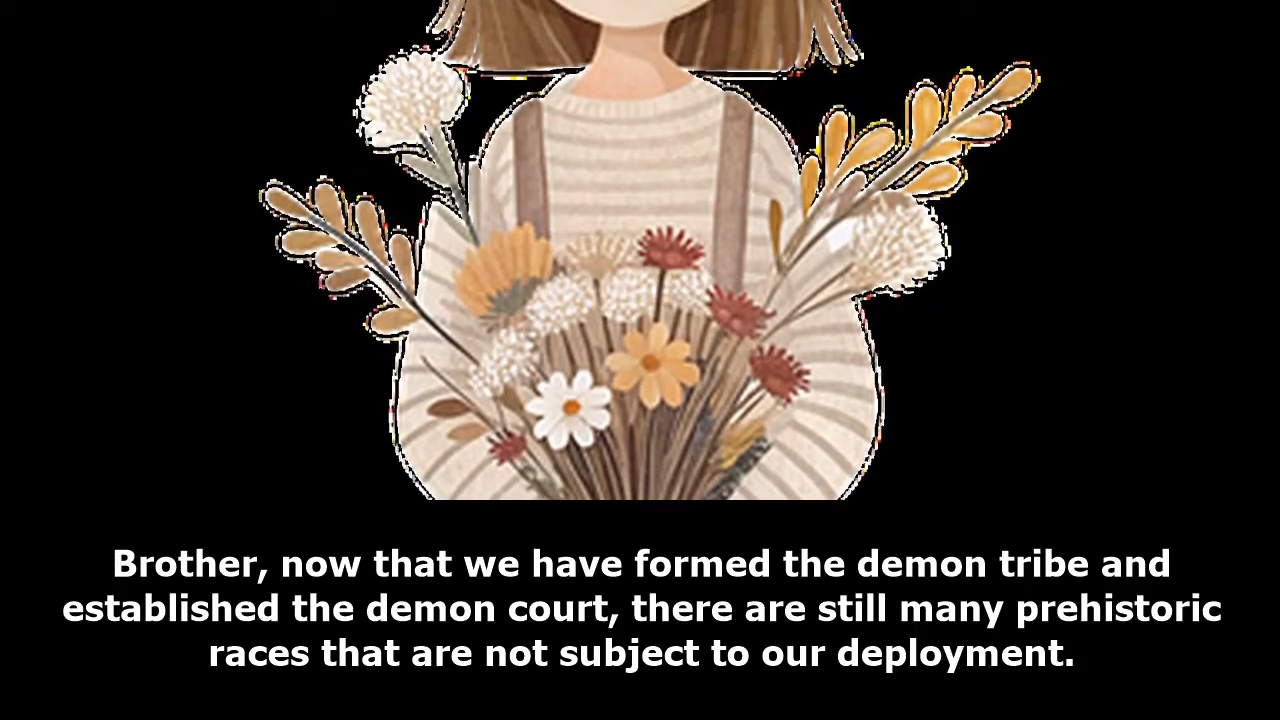 Brother, now that we have formed the demon tribe and
established the demon court, there are still many prehistoric
races that are not subject to our deployment.